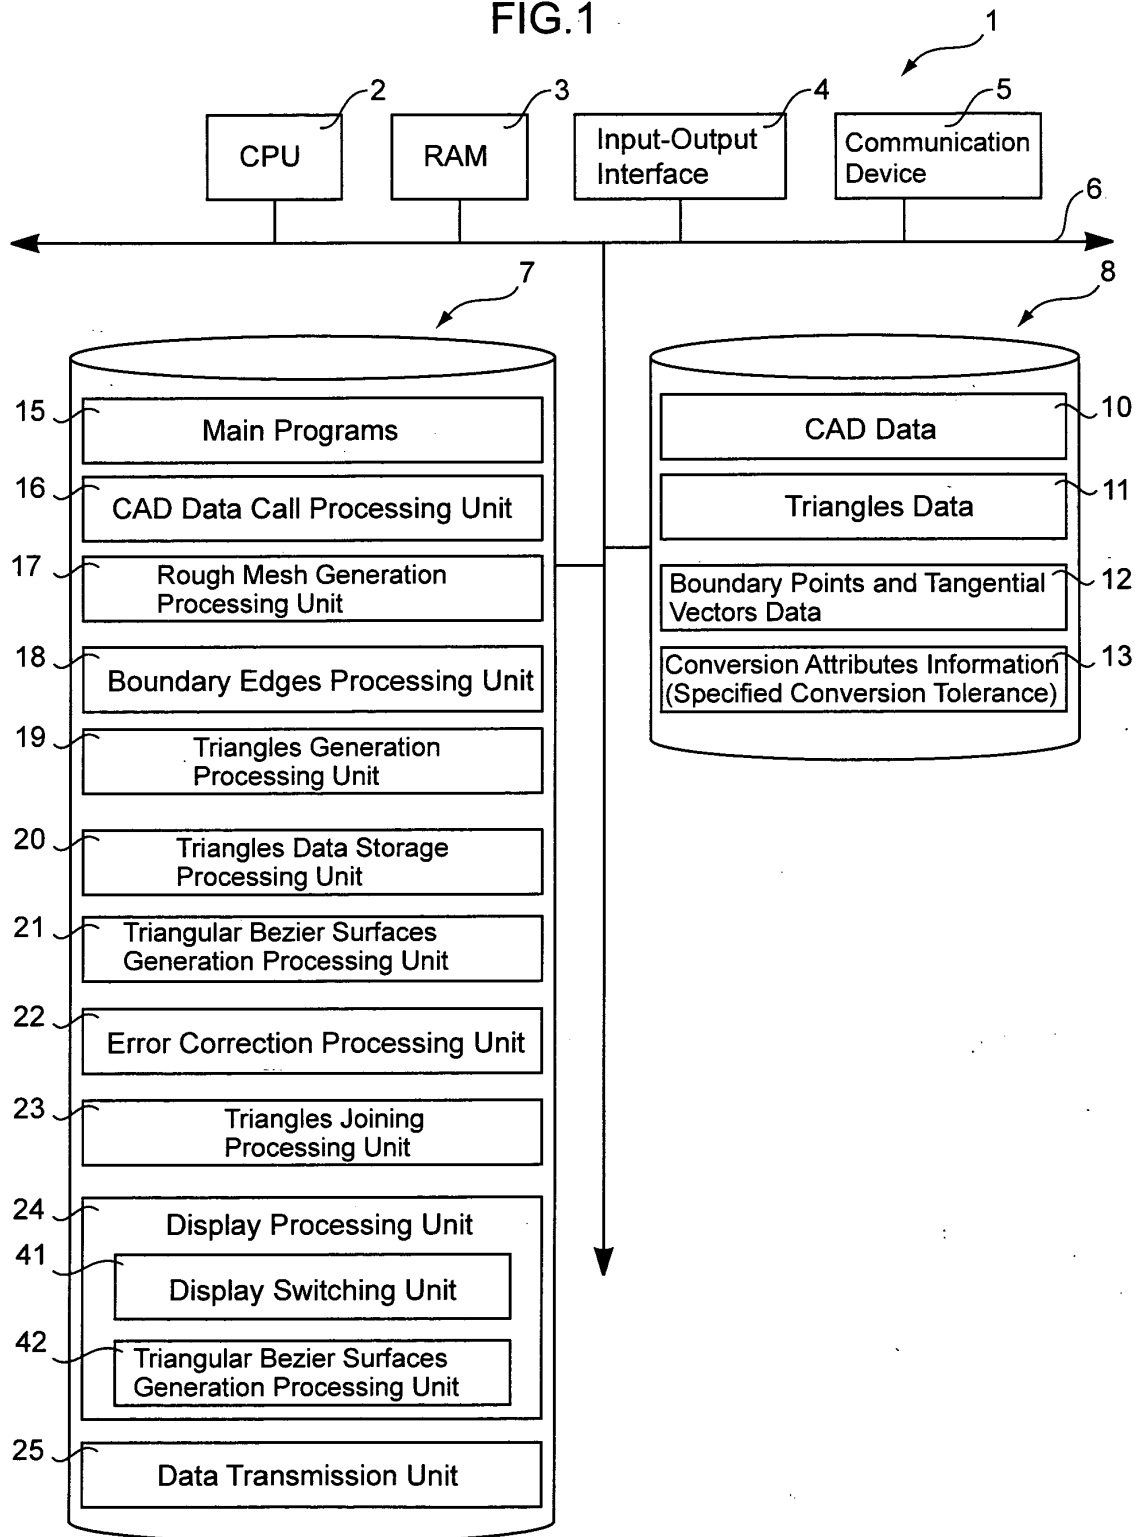 FIG.1
1
2
3
4
5
CPU
RAM
Input-Output
Interface
Communication
Device
6
7
8
15
Main Programs
16
CAD Data Call Processing Unit
17
Rough Mesh Generation
Processing Unit
18
Boundary Edges Processing Unit
19
Triangles Generation
Processing Unit
20
Triangles Data Storage
Processing Unit
21
Triangular Bezier Surfaces
Generation Processing Unit
22
Error Correction Processing Unit
23
Triangles Joining
Processing Unit
24
Display Processing Unit
41
Display Switching Unit
42
Triangular Bezier Surfaces
Generation Processing Unit
25
Data Transmission Unit
10
CAD Data
11
Triangles Data
12
Boundary Points and Tangential
Vectors Data
13
Conversion Attributes Information
(Specified Conversion Tolerance)